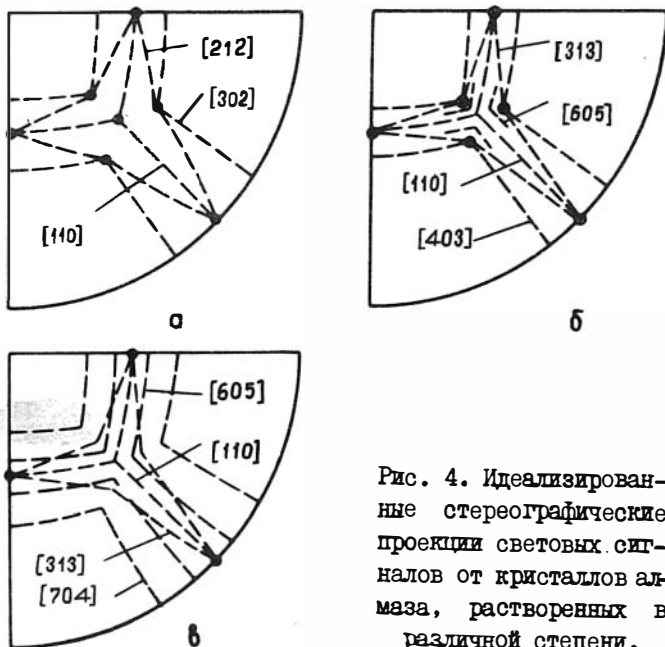 [212]
[302]
[110]
а
[313]
[605]
[110]
[403]
б
[605]
[110]
[313]
[704]
в
Рис. 4. Идеализирован-
ные стереографические
проекции световых сиг-
налов от кристаллов ал-
маза, растворенных в
различной степени.